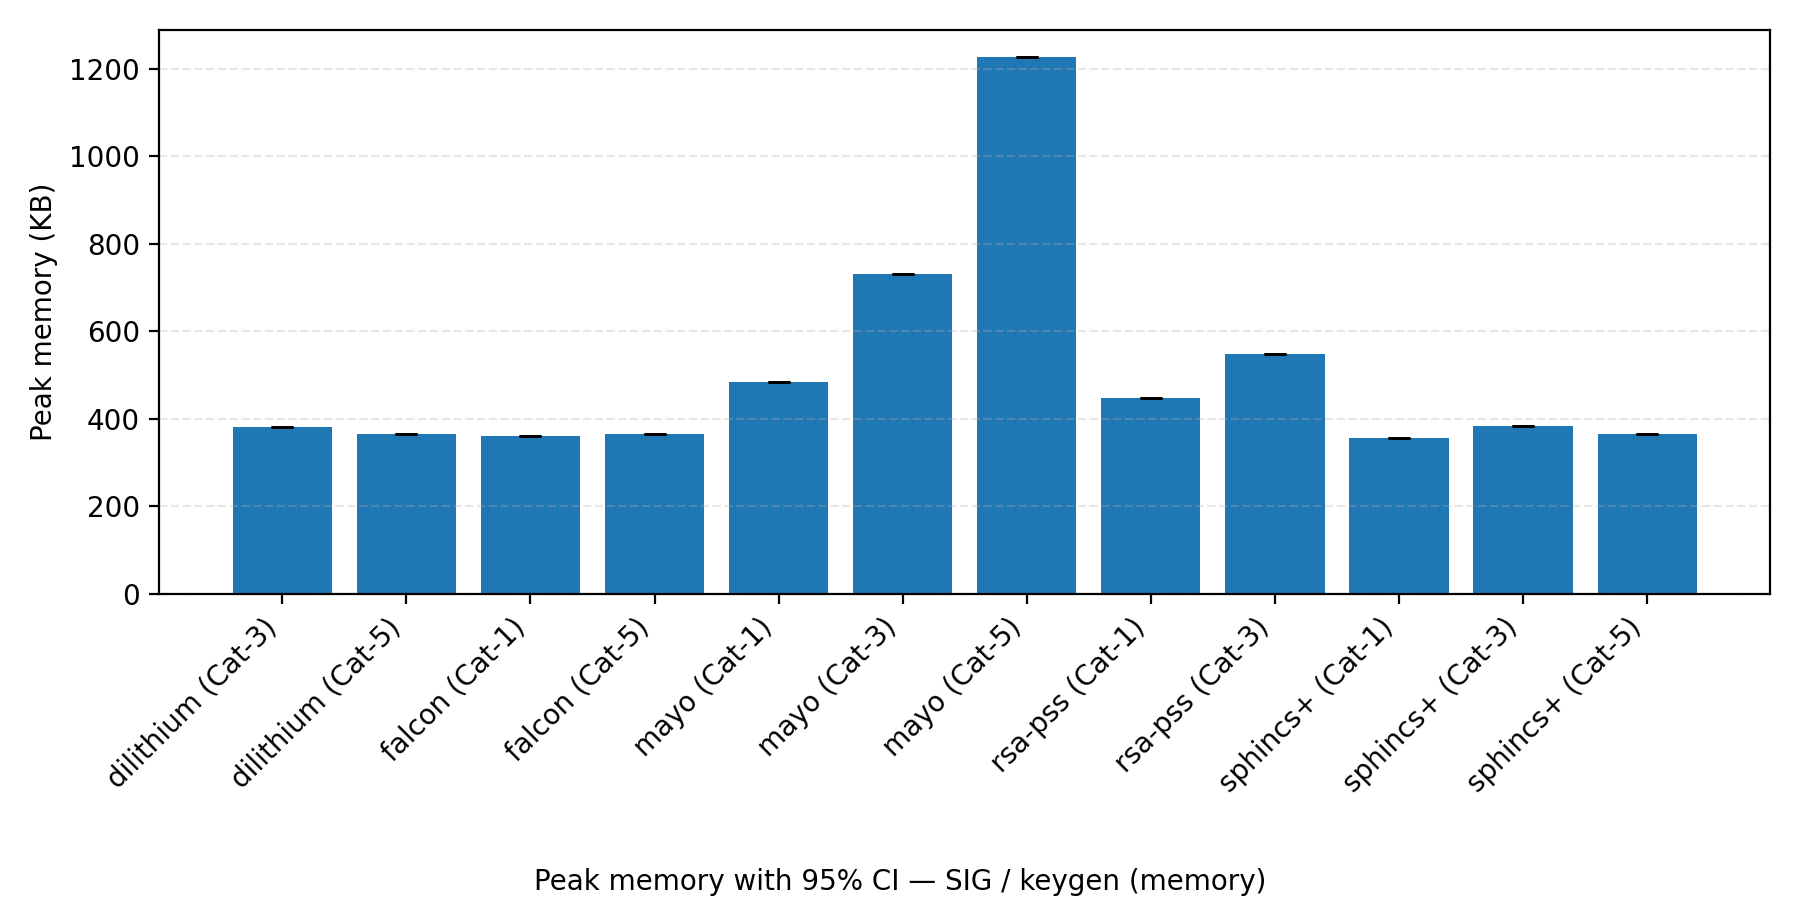 Peak memory (KB)
1200
1000
800
600
400
200
0
dilithium (Cat-3)
dilithium (Cat-5)
falcon (Cat-1)
falcon (Cat-5)
mayo (Cat-1)
mayo (Cat-3)
mayo (Cat-5)
rsa-pss (Cat-1)
rsa-pss (Cat-3)
sphincs+ (Cat-1)
sphincs+ (Cat-3)
sphincs+ (Cat-5)
Peak memory with 95% CI — SIG / keygen (memory)